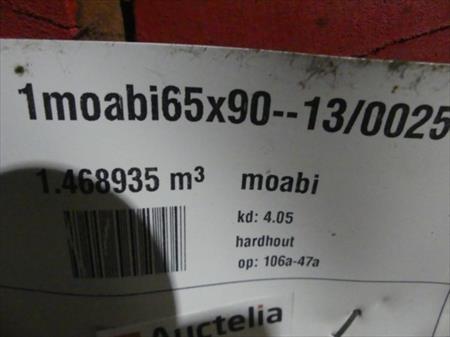 1moabi65x90--13/0025
1.468935 m³ moabi
kd: 4.05
hardhout
op: 106a-47a
Auctelia